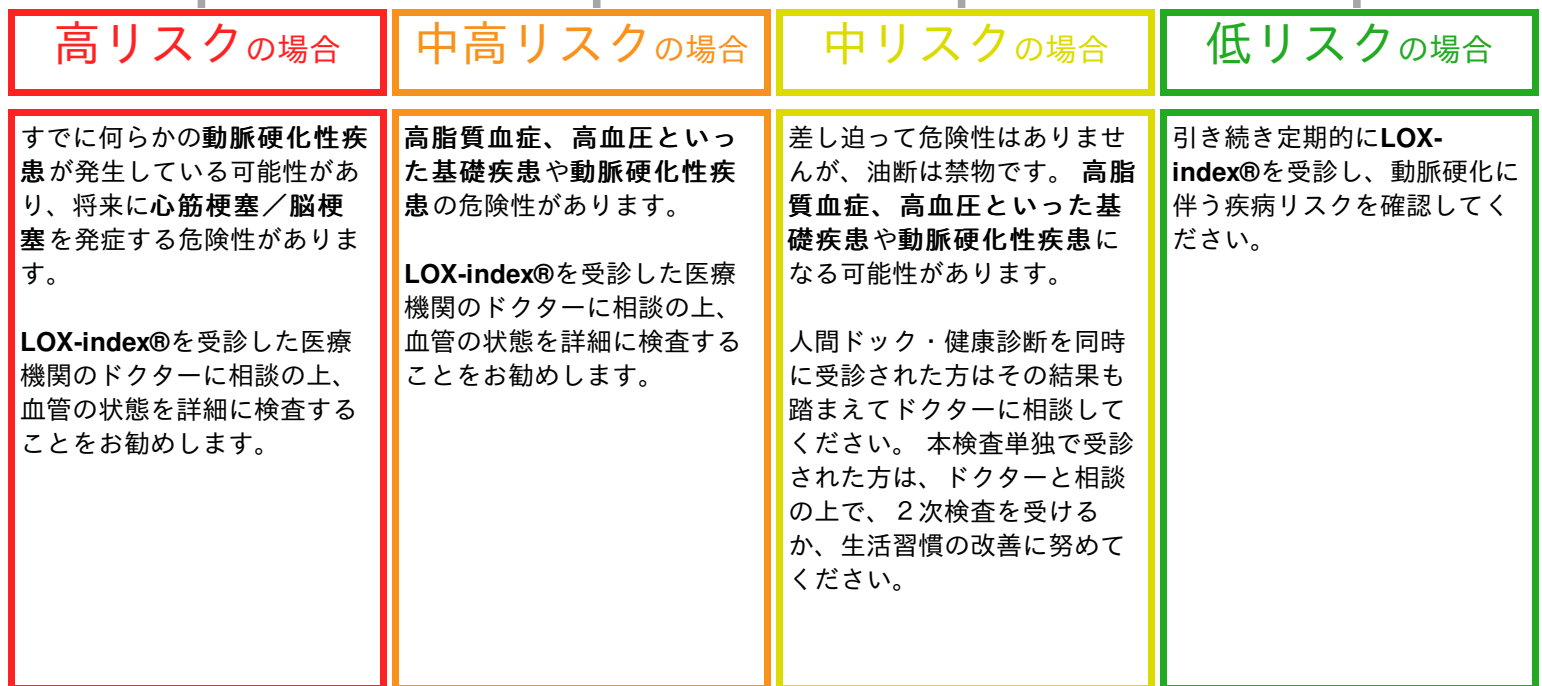 高リスクの場合
すでに何らかの動脈硬化性疾
患が発生している可能性があ
り、将来に心筋梗塞／脳梗
塞を発症する危険性がありま
す。
LOX-index®を受診した医療
機関のドクターに相談の上、
血管の状態を詳細に検査する
ことをお勧めします。
中高リスクの場合
高脂質血症、高血圧といっ
た基礎疾患や動脈硬化性疾
患の危険性があります。
LOX-index®を受診した医療
機関のドクターに相談の上、
血管の状態を詳細に検査する
ことをお勧めします。
中リスクの場合
差し迫って危険性はありませ
んが、油断は禁物です。 高脂
質血症、高血圧といった基
礎疾患や動脈硬化性疾患に
なる可能性があります。
人間ドック・健康診断を同時
に受診された方はその結果も
踏まえてドクターに相談して
ください。 本検査単独で受診
された方は、ドクターと相談
の上で、２次検査を受ける
か、生活習慣の改善に努めて
ください。
低リスクの場合
引き続き定期的にLOX-
index®を受診し、動脈硬化に
伴う疾病リスクを確認してく
ださい。